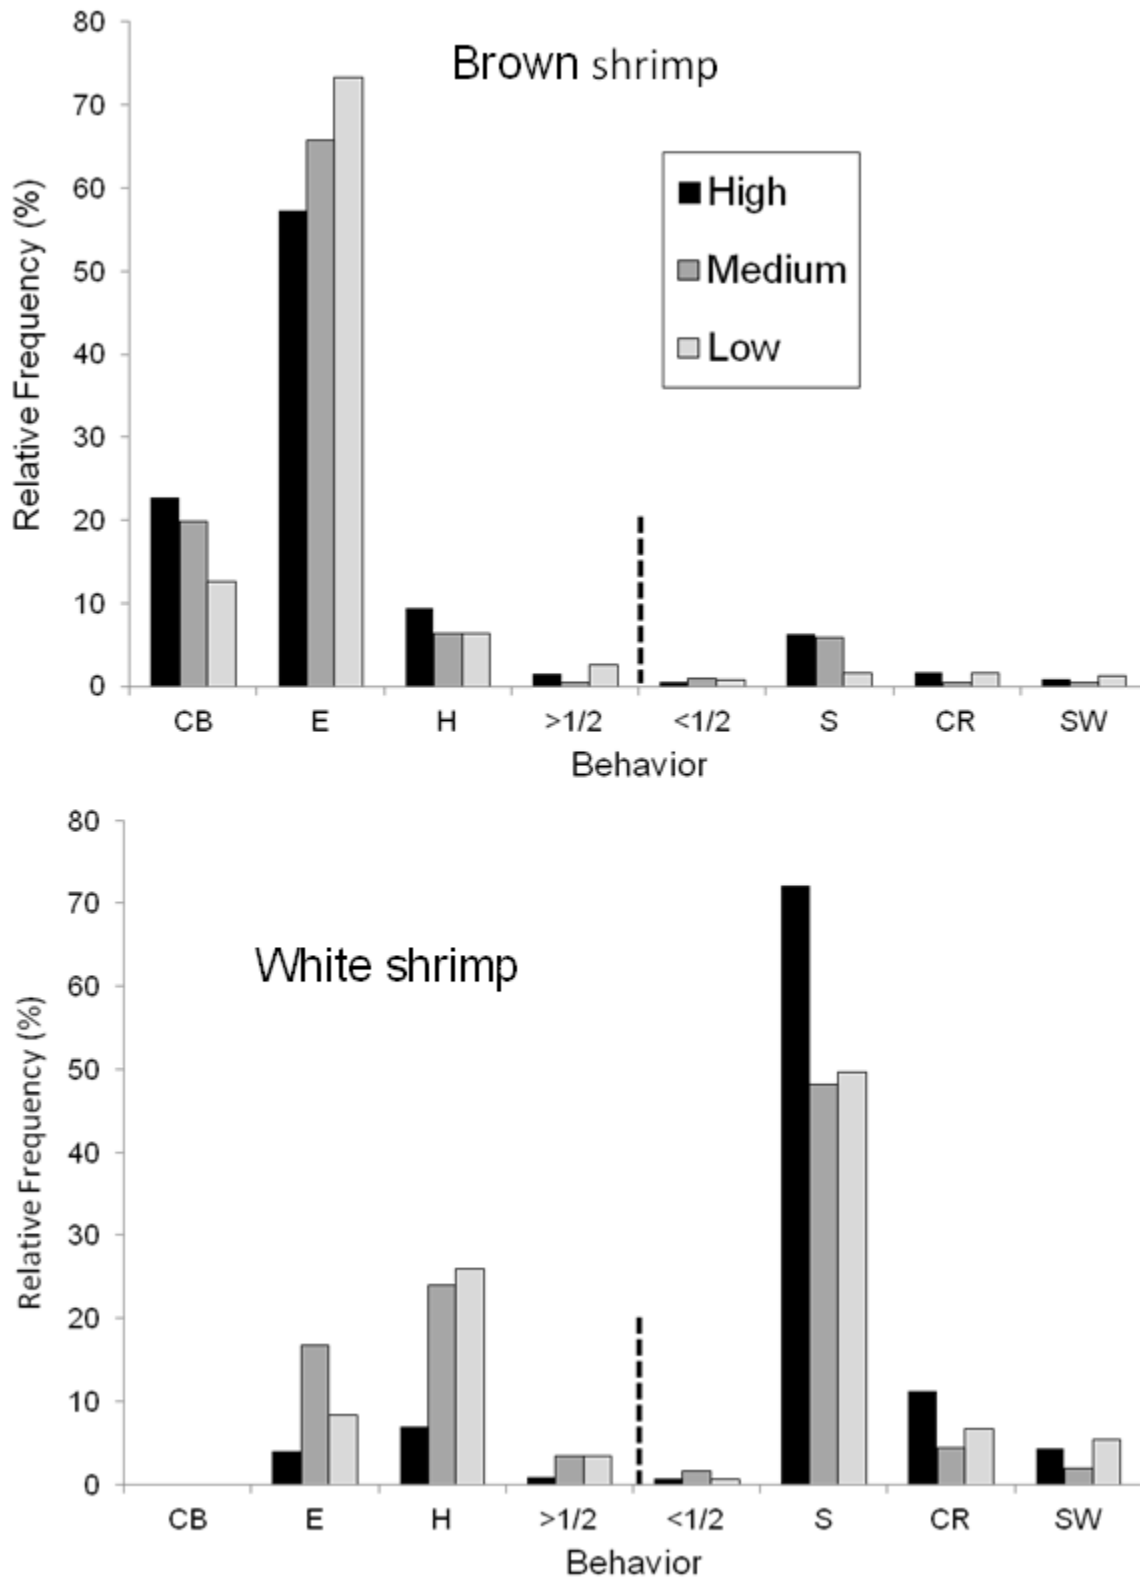 Brown shrimp
High
Medium
Low
Relative Frequency (%)
80
70
60
50
40
30
20
10
0
CB E H >1/2 <1/2 S CR SW
Behavior
White shrimp
Relative Frequency (%)
80
70
60
50
40
30
20
10
0
CB E H >1/2 <1/2 S CR SW
Behavior